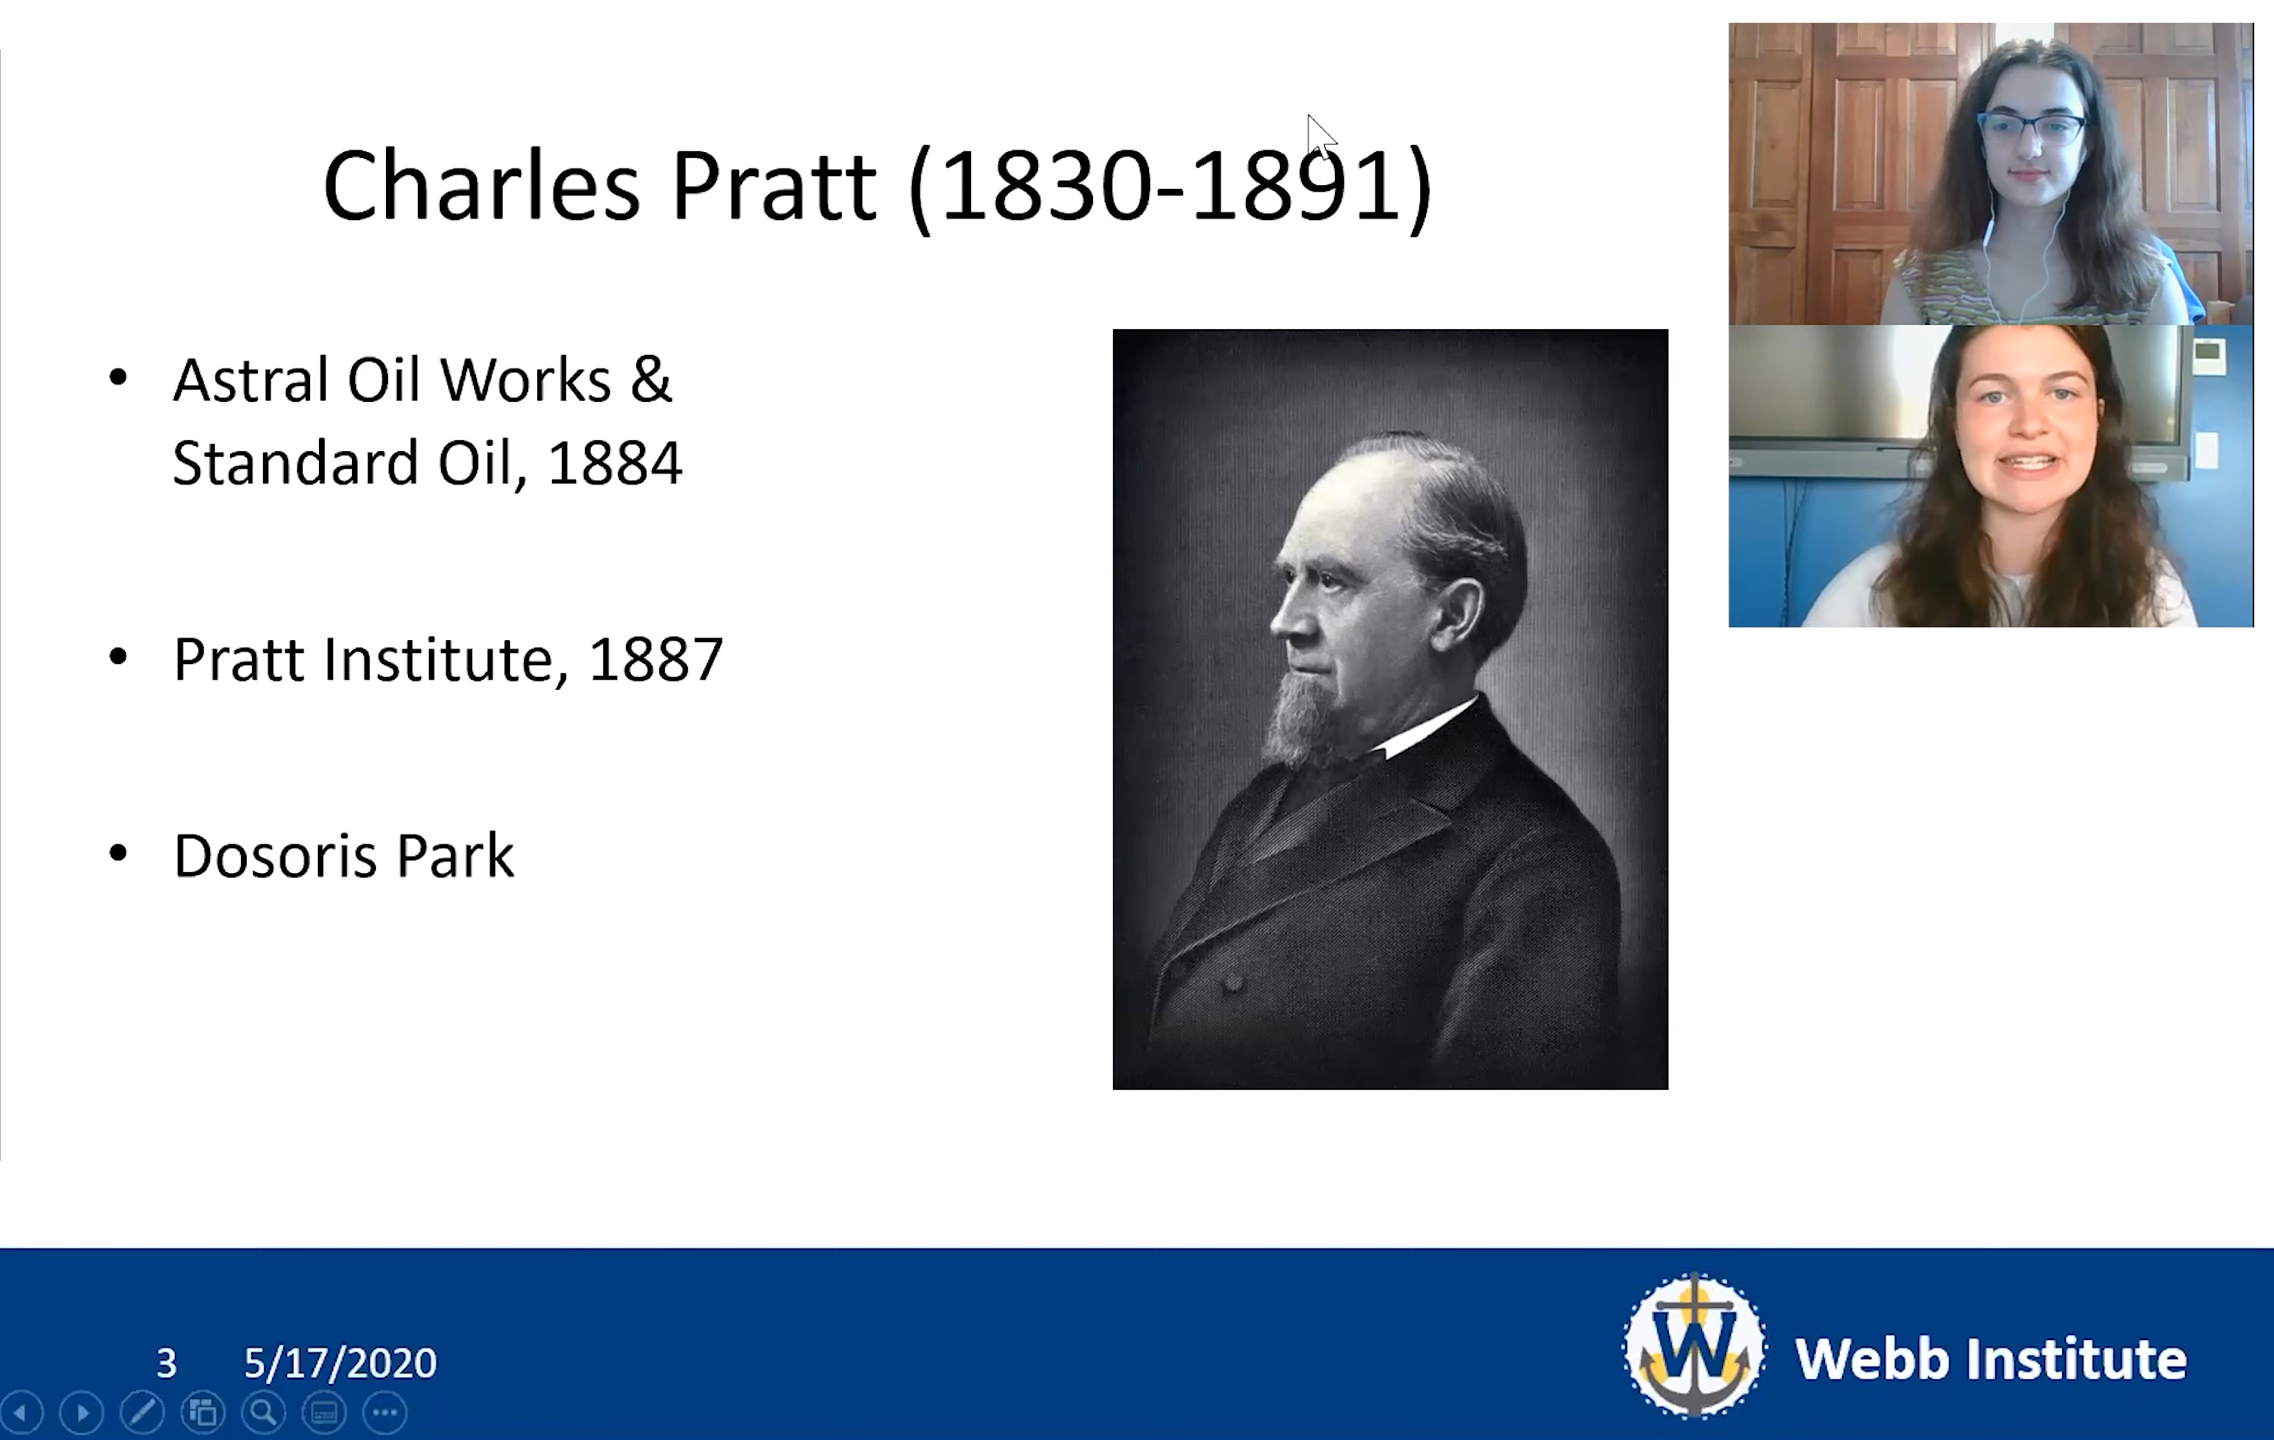 Charles Pratt (1830-1891)
• Astral Oil Works &
Standard Oil, 1884
• Pratt Institute, 1887
• Dosoris Park
3 5/17/2020
W
Webb Institute